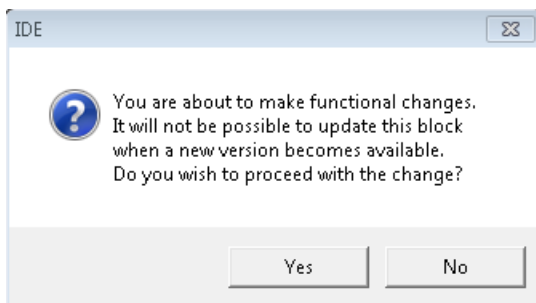 IDE
You are about to make functional changes.
It will not be possible to update this block
when a new version becomes available.
Do you wish to proceed with the change?
Yes
No